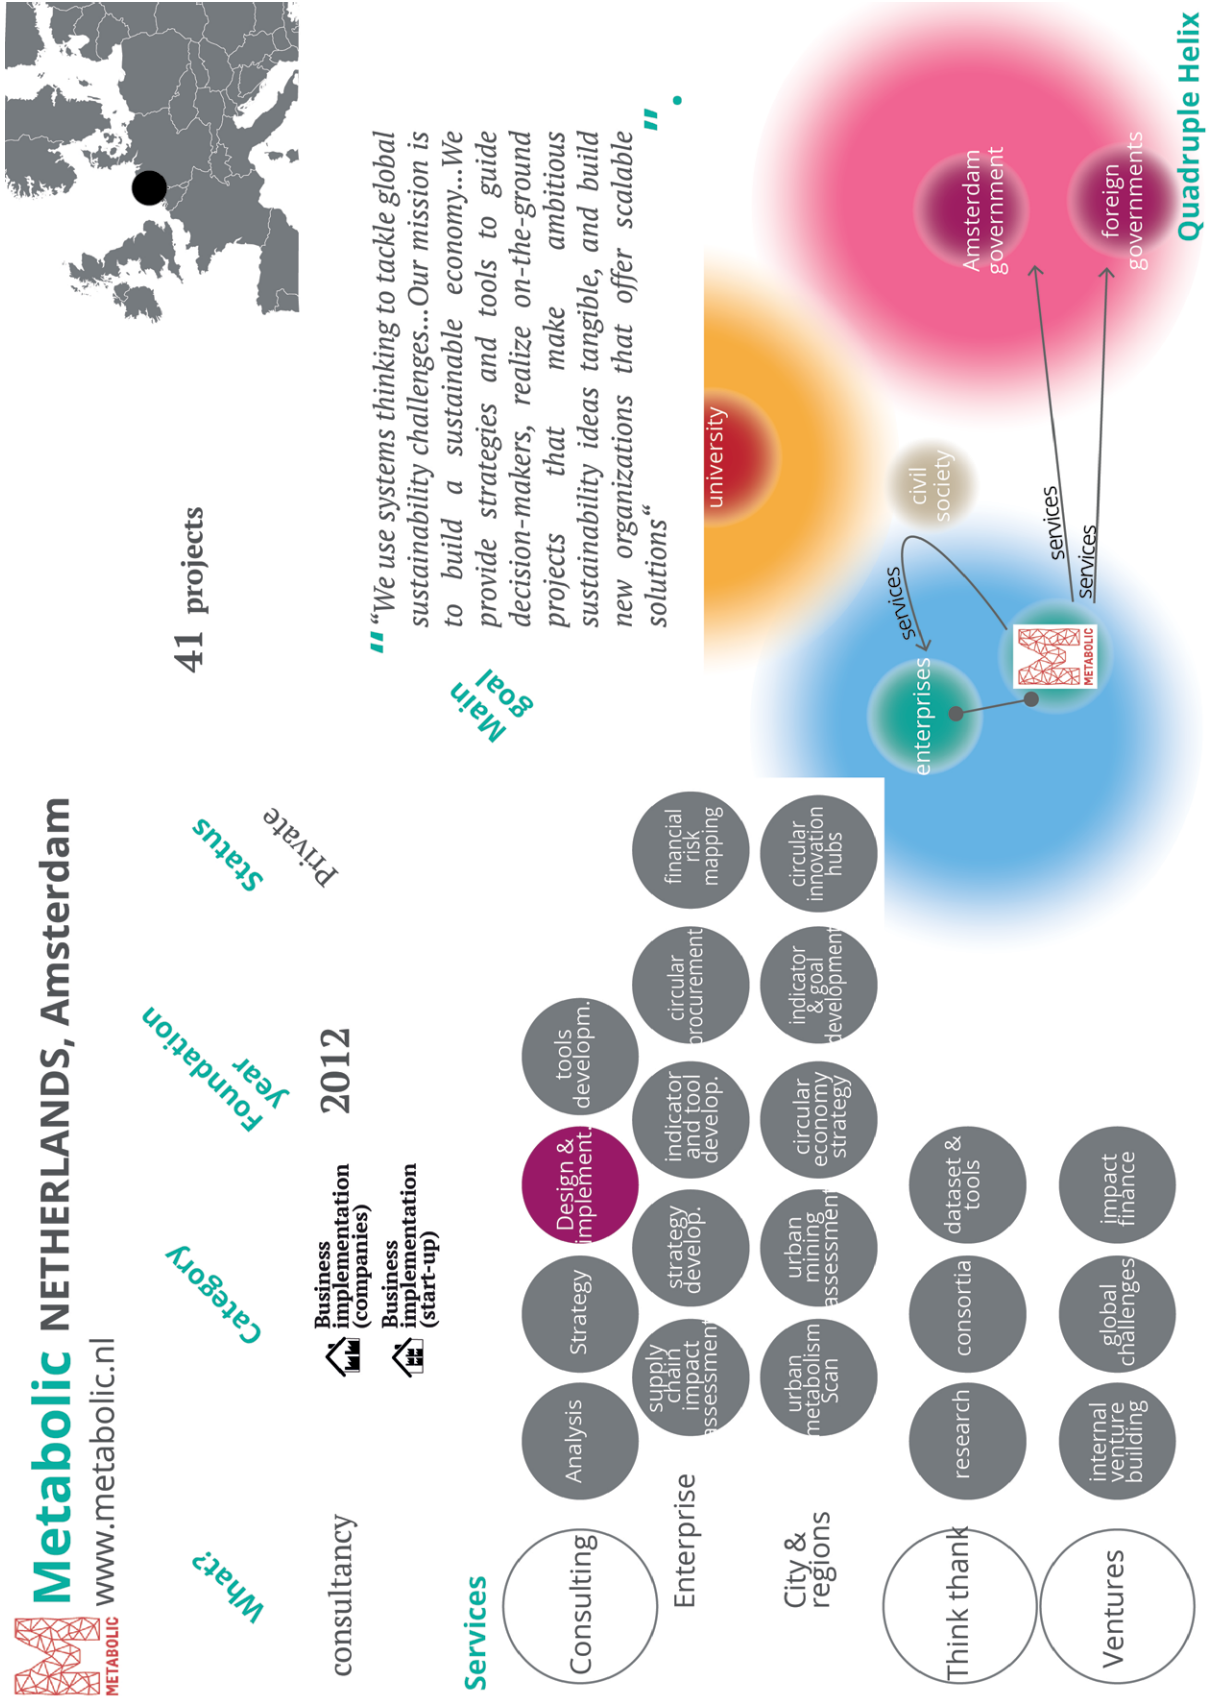 METABOLIC
Metabolic NETHERLANDS, Amsterdam
www.metabolic.nl
What?
consultancy
Category
Business
implementation
(companies)
Business
implementation
(start-up)
Foundation
year
2012
Status
Private
41 projects
Main
goal
"“We use systems thinking to tackle global
sustainability challenges...Our mission is
to build a sustainable economy...We
provide strategies and tools to guide
decision-makers, realize on-the-ground
projects that make ambitious
sustainability ideas tangible, and build
new organizations that offer scalable
solutions“
".
Services
Consulting
Analysis
Strategy
Design &
implement.
tools
developm.
Enterprise
supply
chain
impact
assessment
strategy
develop.
indicator
and tool
develop.
circular
procurement
financial
risk
mapping
City &
regions
urban
metabolism
Scan
urban
mining
assessment
circular
economy
strategy
indicator
& goal
development
circular
innovation
hubs
Think thank
research
consortia
dataset &
tools
Ventures
internal
venture
building
global
challenges
impact
finance
university
civil
society
enterprises
services
METABOLIC
services
services
Amsterdam
government
foreign
governments
Quadruple Helix